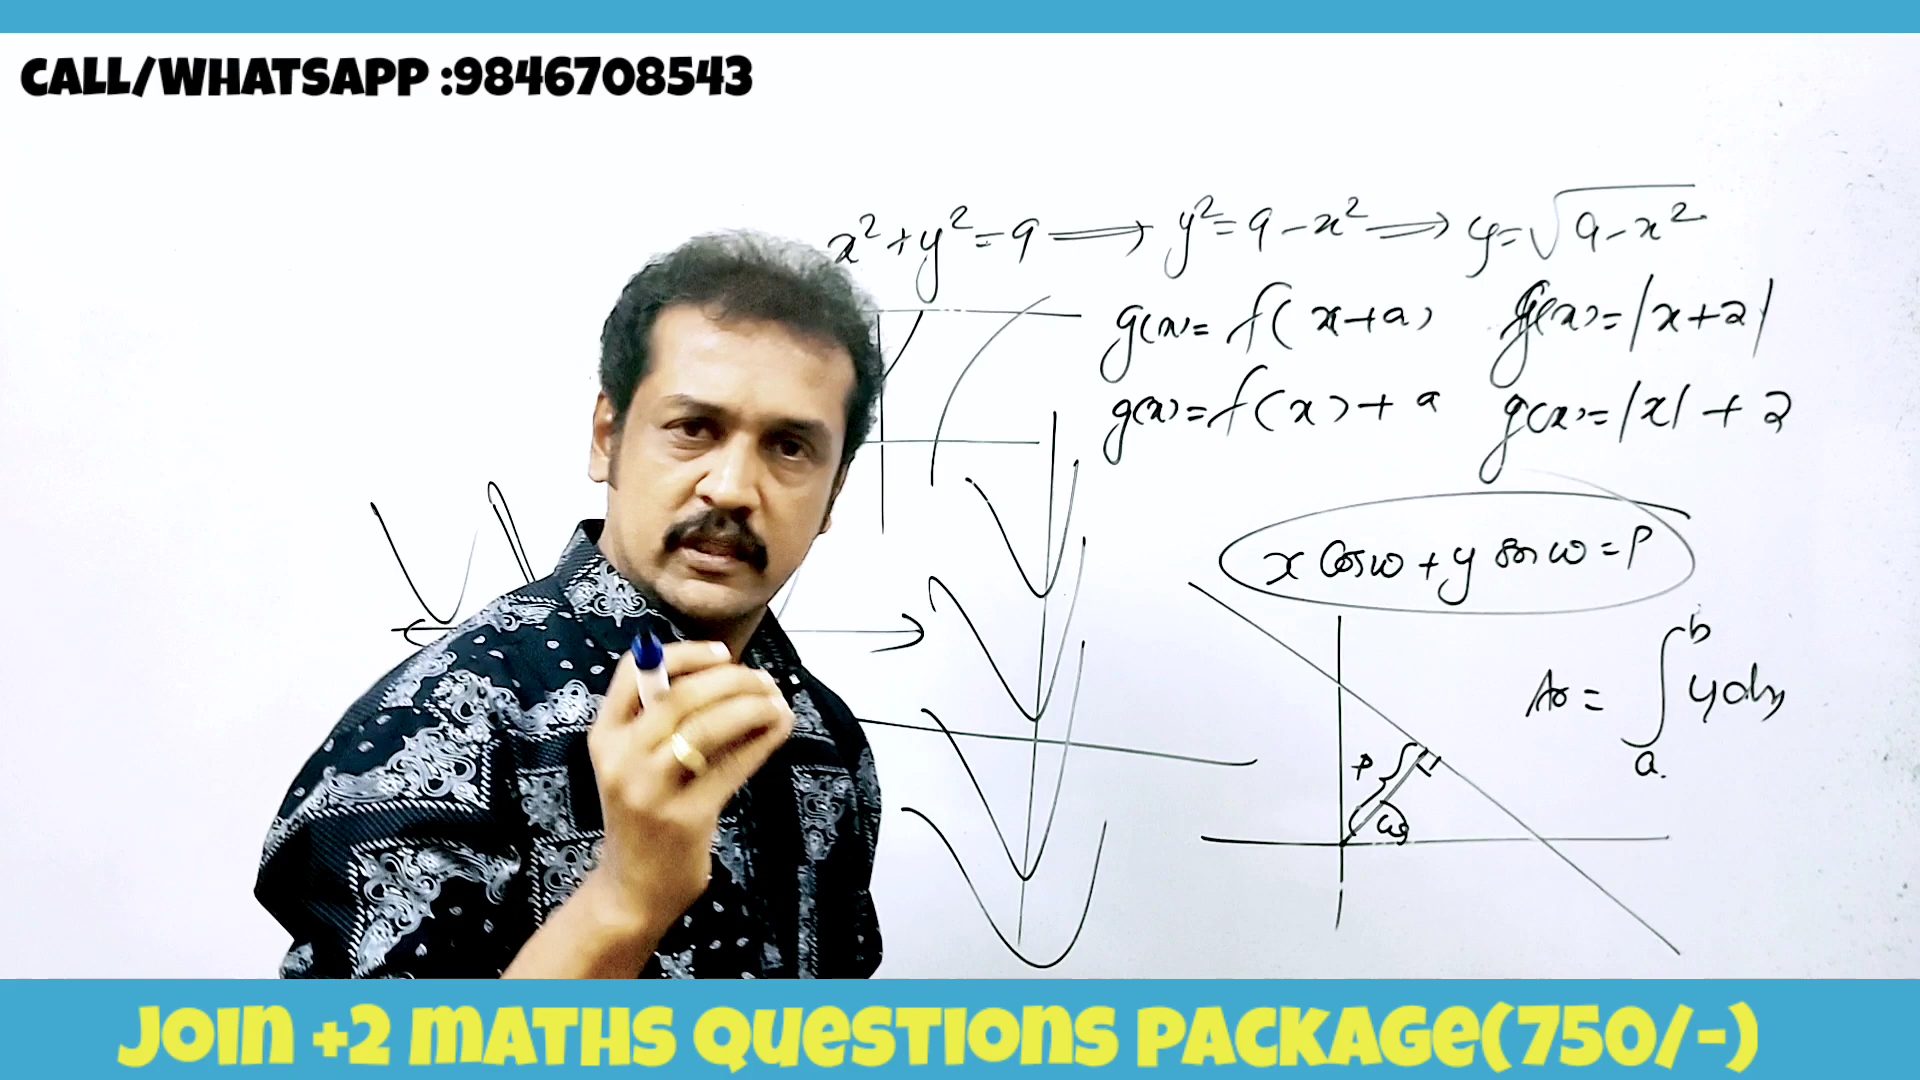 CALL/WHATSAPP :9846708543
x² + y² = 9 ⟹ y² = 9 - x² ⟹ y = √(9 - x²)
g(x) = f(x+a) g(x) = |x+2|
g(x) = f(x) + a g(x) = |x| + 2
x cos ω + y sin ω = P
b
Ar = ∫ y dx
a.
P
ω
JOIN +2 MATHS QUESTIONS PACKAGE(750/-)